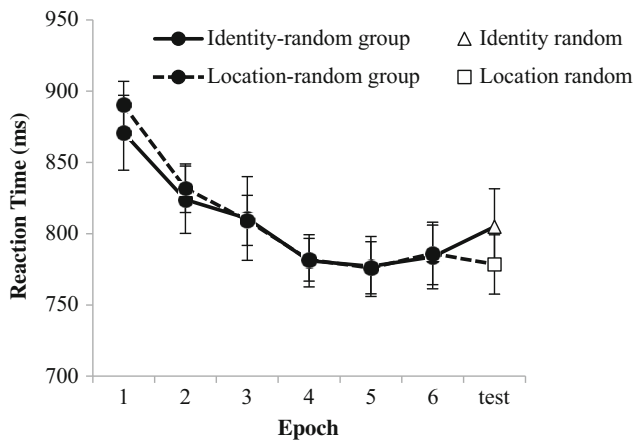 Identity-random group
Identity random
Location-random group
Location random
950
900
850
800
750
700
Reaction Time (ms)
1 2 3 4 5 6 test
Epoch